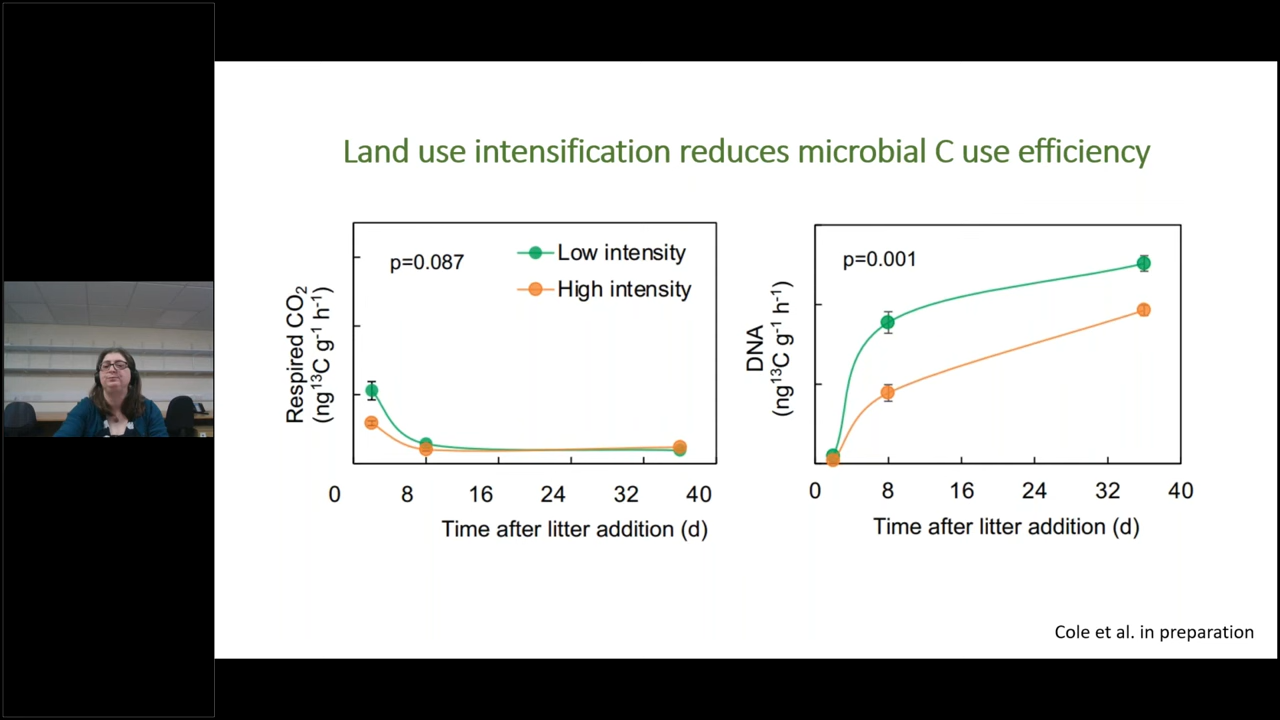 Land use intensification reduces microbial C use efficiency
p=0.087
Low intensity
High intensity
Respired CO₂
(ng¹³C g⁻¹ h⁻¹)
0 8 16 24 32 40
Time after litter addition (d)
p=0.001
DNA
(ng¹³C g⁻¹ h⁻¹)
0 8 16 24 32 40
Time after litter addition (d)
Cole et al. in preparation